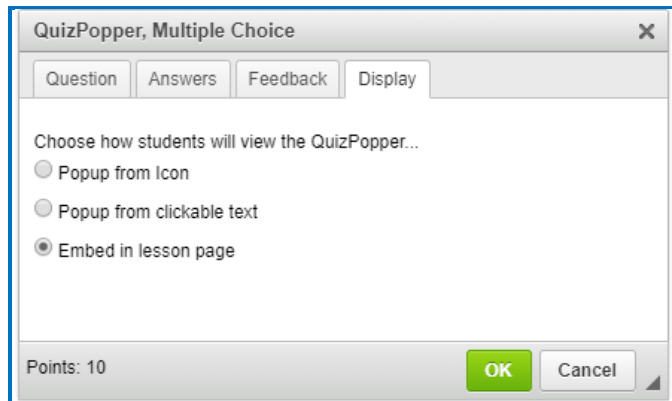 QuizPopper, Multiple Choice
Question Answers Feedback Display
Choose how students will view the QuizPopper...
Popup from Icon
Popup from clickable text
Embed in lesson page
Points: 10 OK Cancel